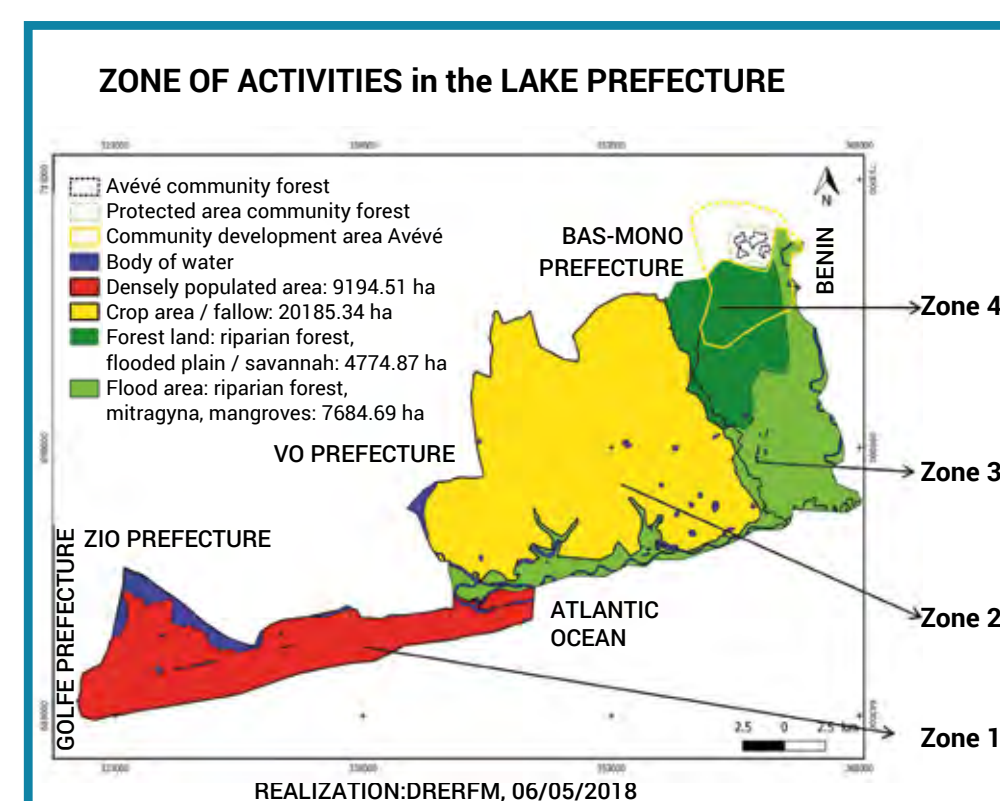 ZONE OF ACTIVITIES in the LAKE PREFECTURE
Avévé community forest
Protected area community forest
Community development area Avévé
Body of water
Densely populated area: 9194.51 ha
Crop area / fallow: 20185.34 ha
Forest land: riparian forest,
flooded plain / savannah: 4774.87 ha
Flood area: riparian forest,
mitragyna, mangroves: 7684.69 ha
N
BAS-MONO
PREFECTURE
BENIN
Zone 4
VO PREFECTURE
Zone 3
ZIO PREFECTURE
GOLFE PREFECTURE
ATLANTIC
OCEAN
Zone 2
Zone 1
2.5 0 2.5 km
REALIZATION:DRERFM, 06/05/2018